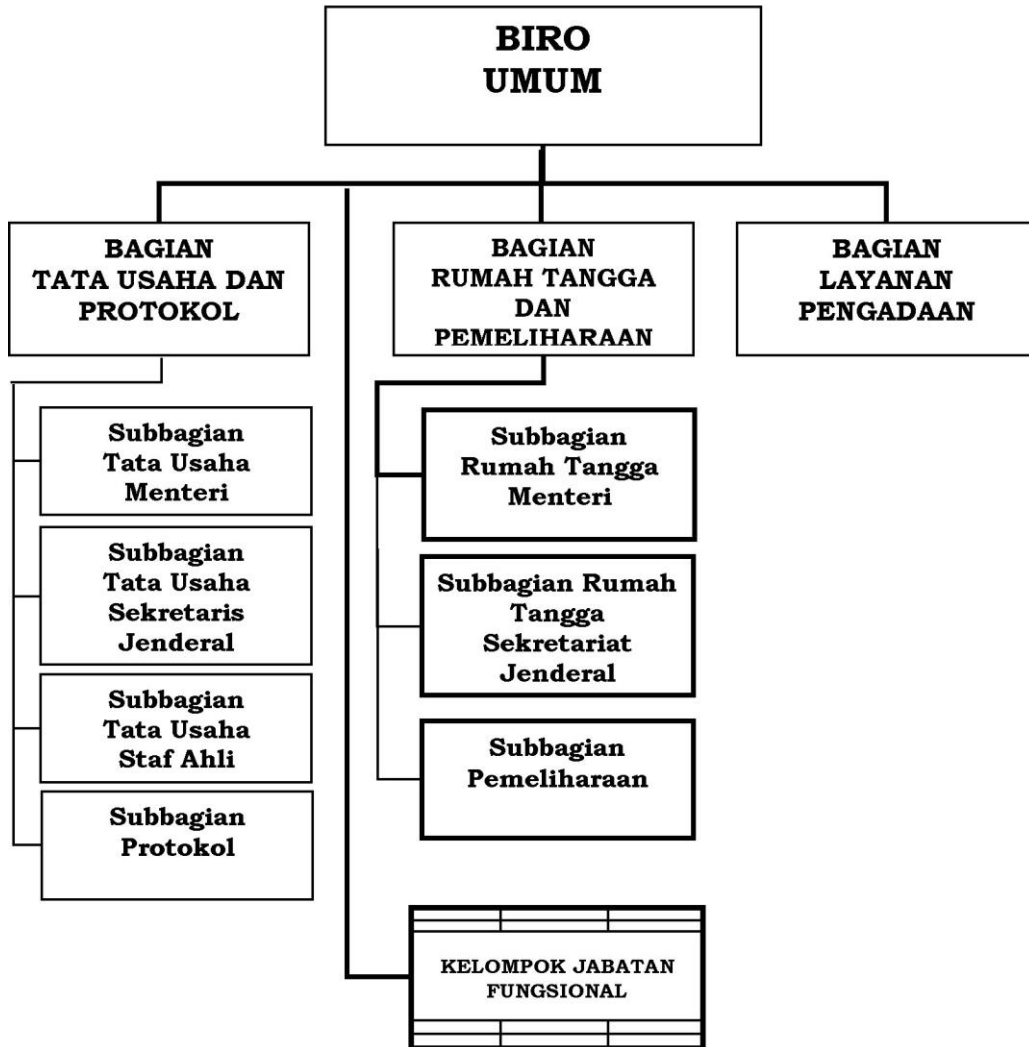 BIRO
UMUM
BAGIAN
TATA USAHA DAN
PROTOKOL
BAGIAN
RUMAH TANGGA
DAN
PEMELIHARAAN
BAGIAN
LAYANAN
PENGADAAN
Subbagian
Tata Usaha
Menteri
Subbagian
Tata Usaha
Sekretaris
Jenderal
Subbagian
Tata Usaha
Staf Ahli
Subbagian
Protokol
Subbagian
Rumah Tangga
Menteri
Subbagian Rumah
Tangga
Sekretariat
Jenderal
Subbagian
Pemeliharaan
KELOMPOK JABATAN
FUNGSIONAL